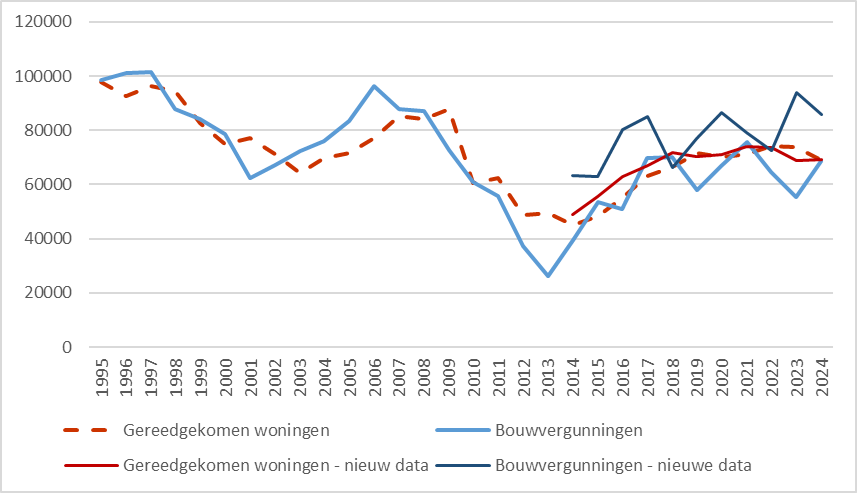 120000
100000
80000
60000
40000
20000
0
1995 1996 1997 1998 1999 2000 2001 2002 2003 2004 2005 2006 2007 2008 2009 2010 2011 2012 2013 2014 2015 2016 2017 2018 2019 2020 2021 2022 2023 2024
Gereedgekomen woningen Bouwvergunningen
Gereedgekomen woningen - nieuw data Bouwvergunningen - nieuwe data